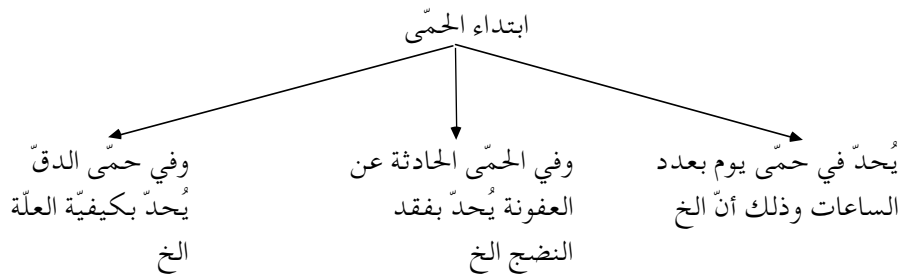 ابتداء الحمّى
يُحدّ في حمّى يوم بعدد
الساعات وذلك أنّ الخ
وفي الحمّى الحادثة عن
العفونة يُحدّ بفقد
النضج الخ
وفي حمّى الدقّ
يُحدّ بكيفيّة العلّة
الخ